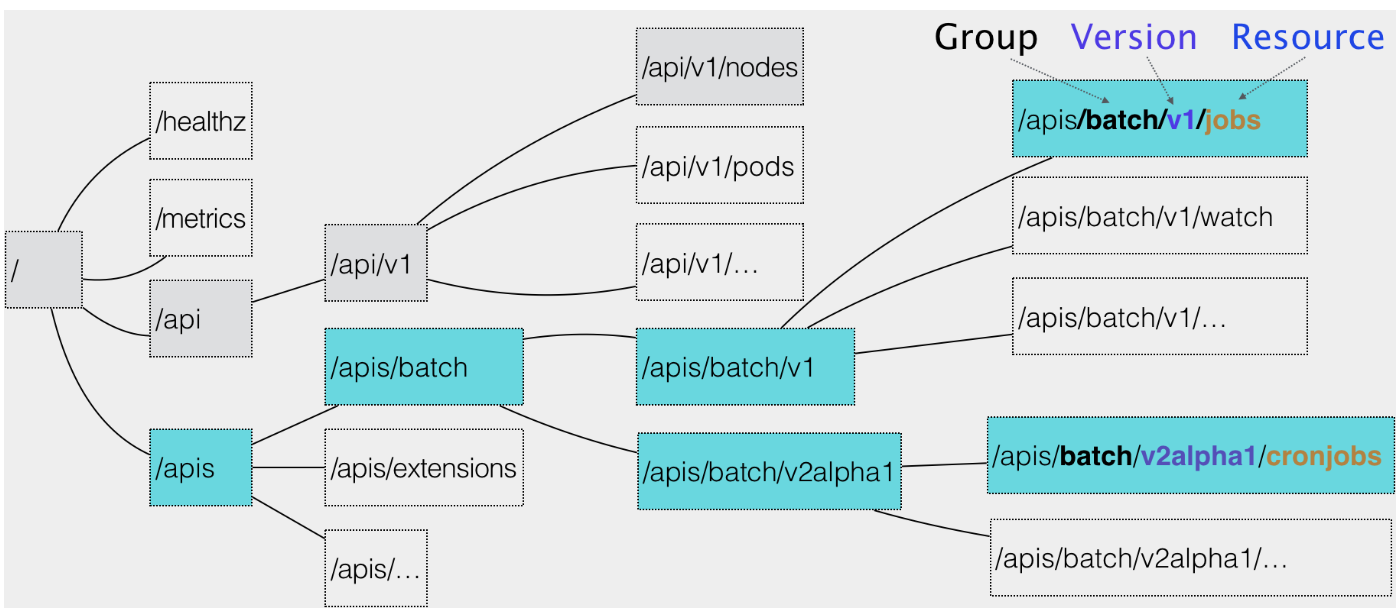 Group Version Resource
/
/healthz
/metrics
/api
/apis
/api/v1
/apis/batch
/apis/extensions
/apis/...
/api/v1/nodes
/api/v1/pods
/api/v1/...
/apis/batch/v1
/apis/batch/v2alpha1
/apis/batch/v1/jobs
/apis/batch/v1/watch
/apis/batch/v1/...
/apis/batch/v2alpha1/cronjobs
/apis/batch/v2alpha1/...